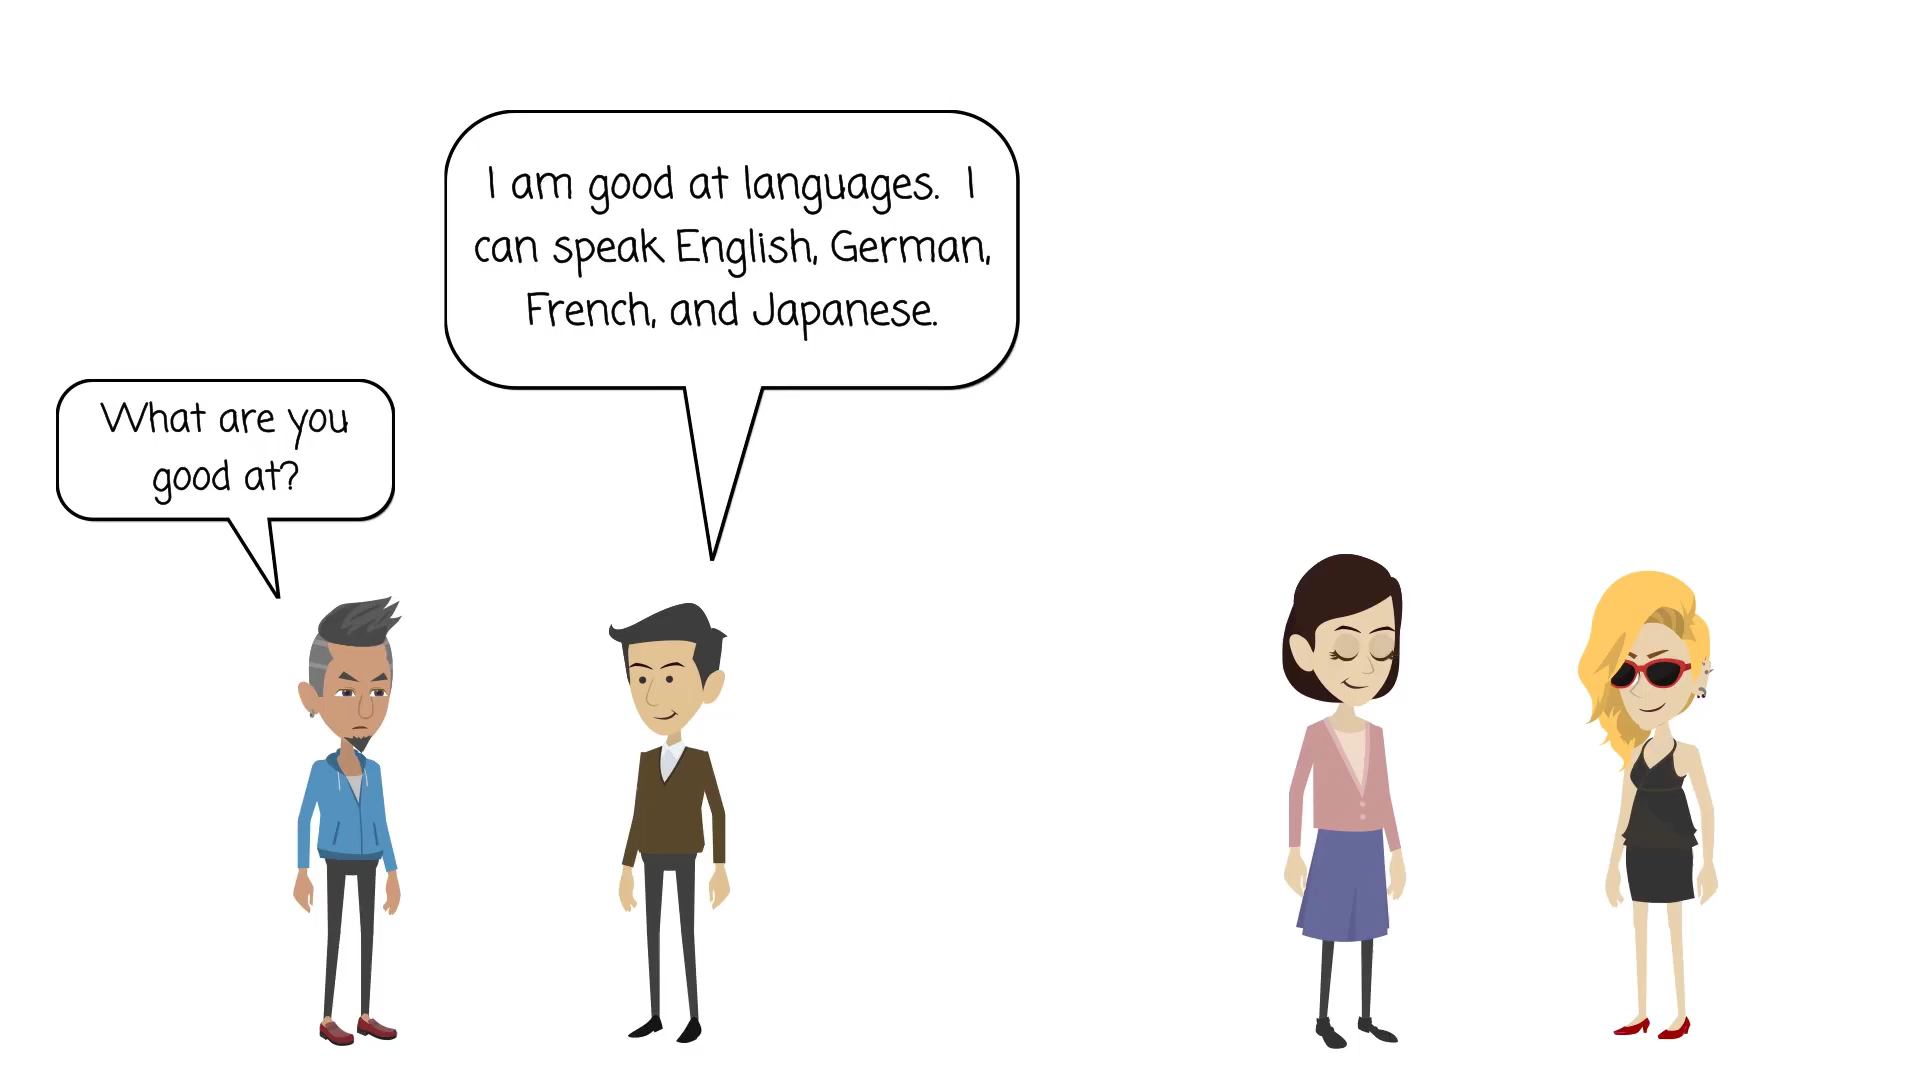 What are you
good at?
I am good at languages.  I
can speak English, German,
French, and Japanese.